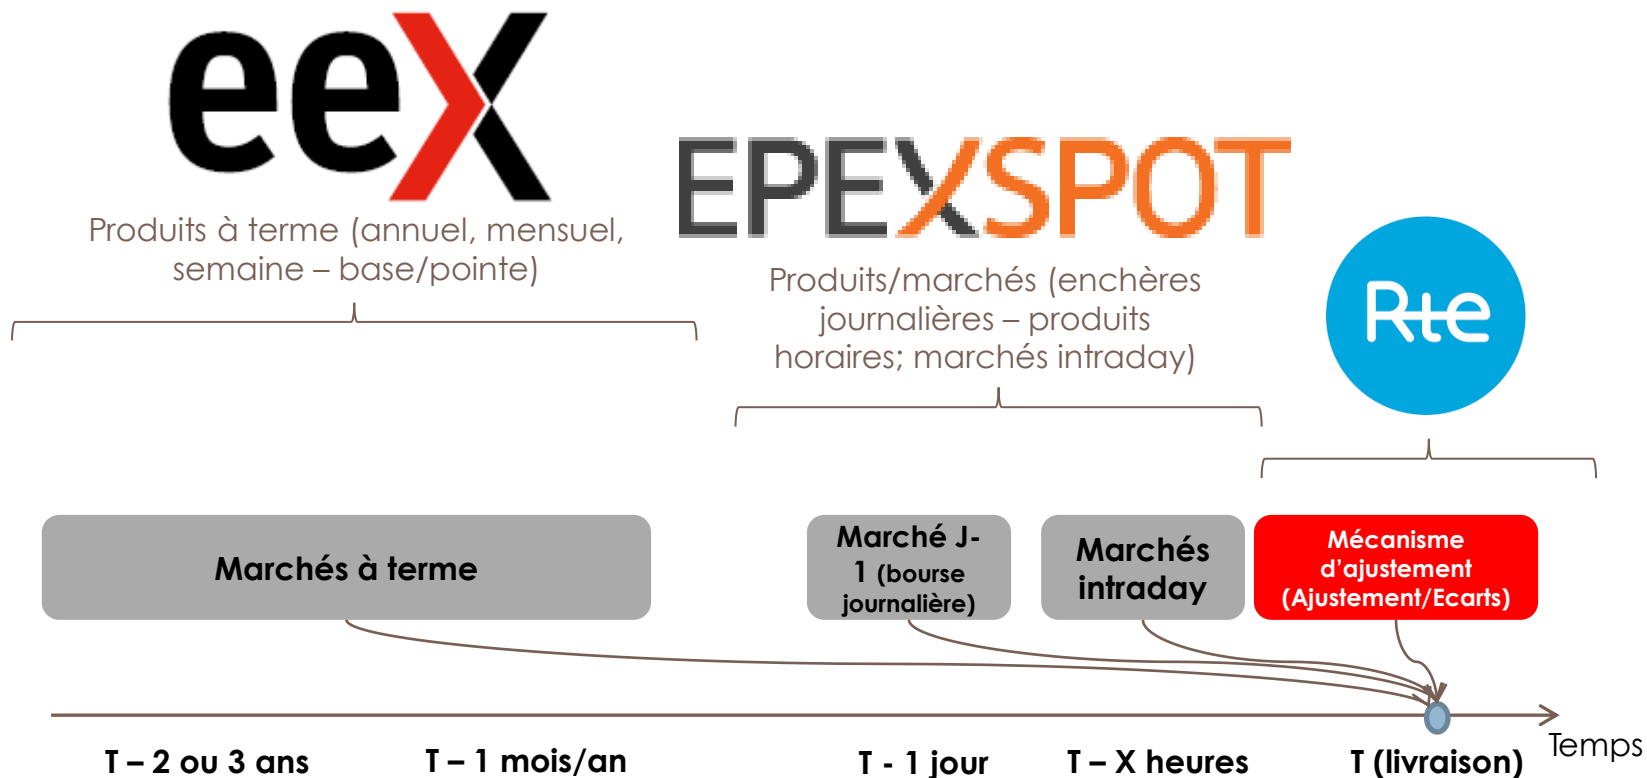 eex
EPEXSPOT
Produits à terme (annuel, mensuel,
semaine – base/pointe)
Produits/marchés (enchères
journalières – produits
horaires; marchés intraday)
Rte
Marchés à terme
Marché J-
1 (bourse
journalière)
Marchés
intraday
Mécanisme
d’ajustement
(Ajustement/Ecarts)
T – 2 ou 3 ans
T – 1 mois/an
T - 1 jour
T – X heures
T (livraison)
Temps